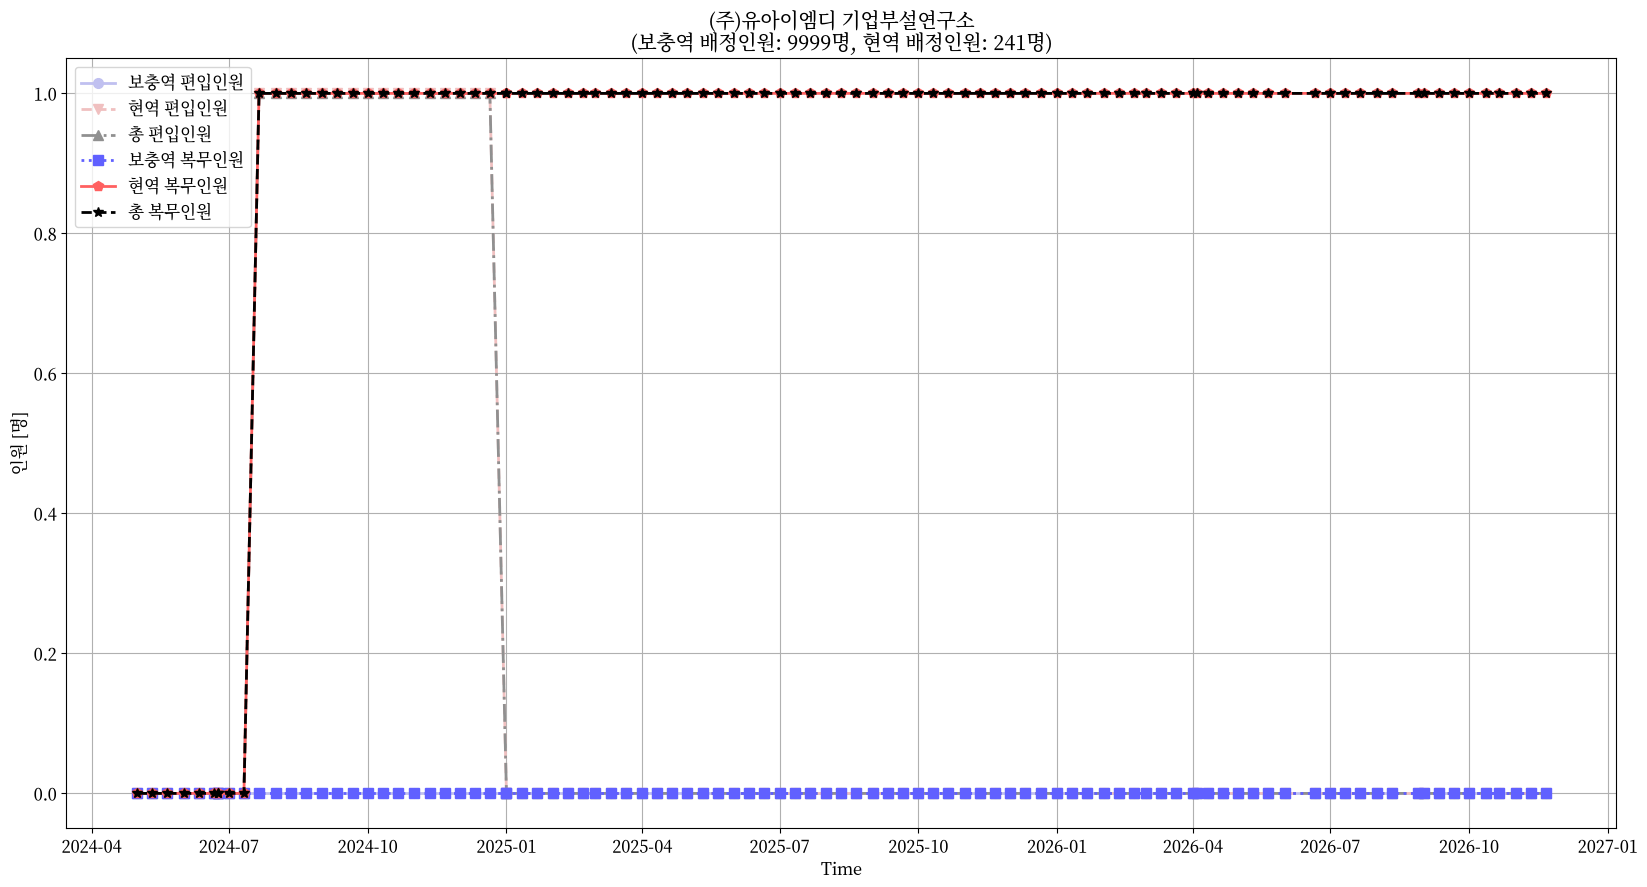 (주)유아이엠디 기업부설연구소
(보충역 배정인원: 9999명, 현역 배정인원: 241명)
보충역 편입인원
현역 편입인원
총 편입인원
보충역 복무인원
현역 복무인원
총 복무인원
인원 [명]
1.0
0.8
0.6
0.4
0.2
0.0
2024-04
2024-07
2024-10
2025-01
2025-04
2025-07
2025-10
2026-01
2026-04
2026-07
2026-10
2027-01
Time